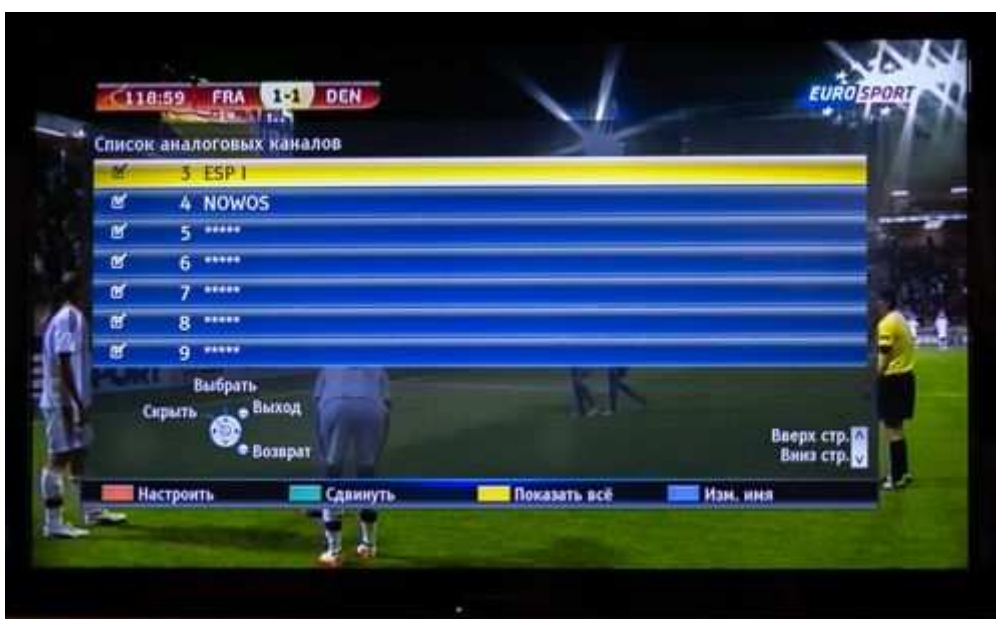 118:59 FRA 1-1 DEN
EUROSPORT
Список аналоговых каналов
3 ESP I
4 NOWOS
5 *****
6 *****
7 *****
8 *****
9 *****
Выбрать
Скрыть
Выход
Возврат
Вверх стр.
Вниз стр.
Настроить Сдвинуть Показать всё Изм. имя